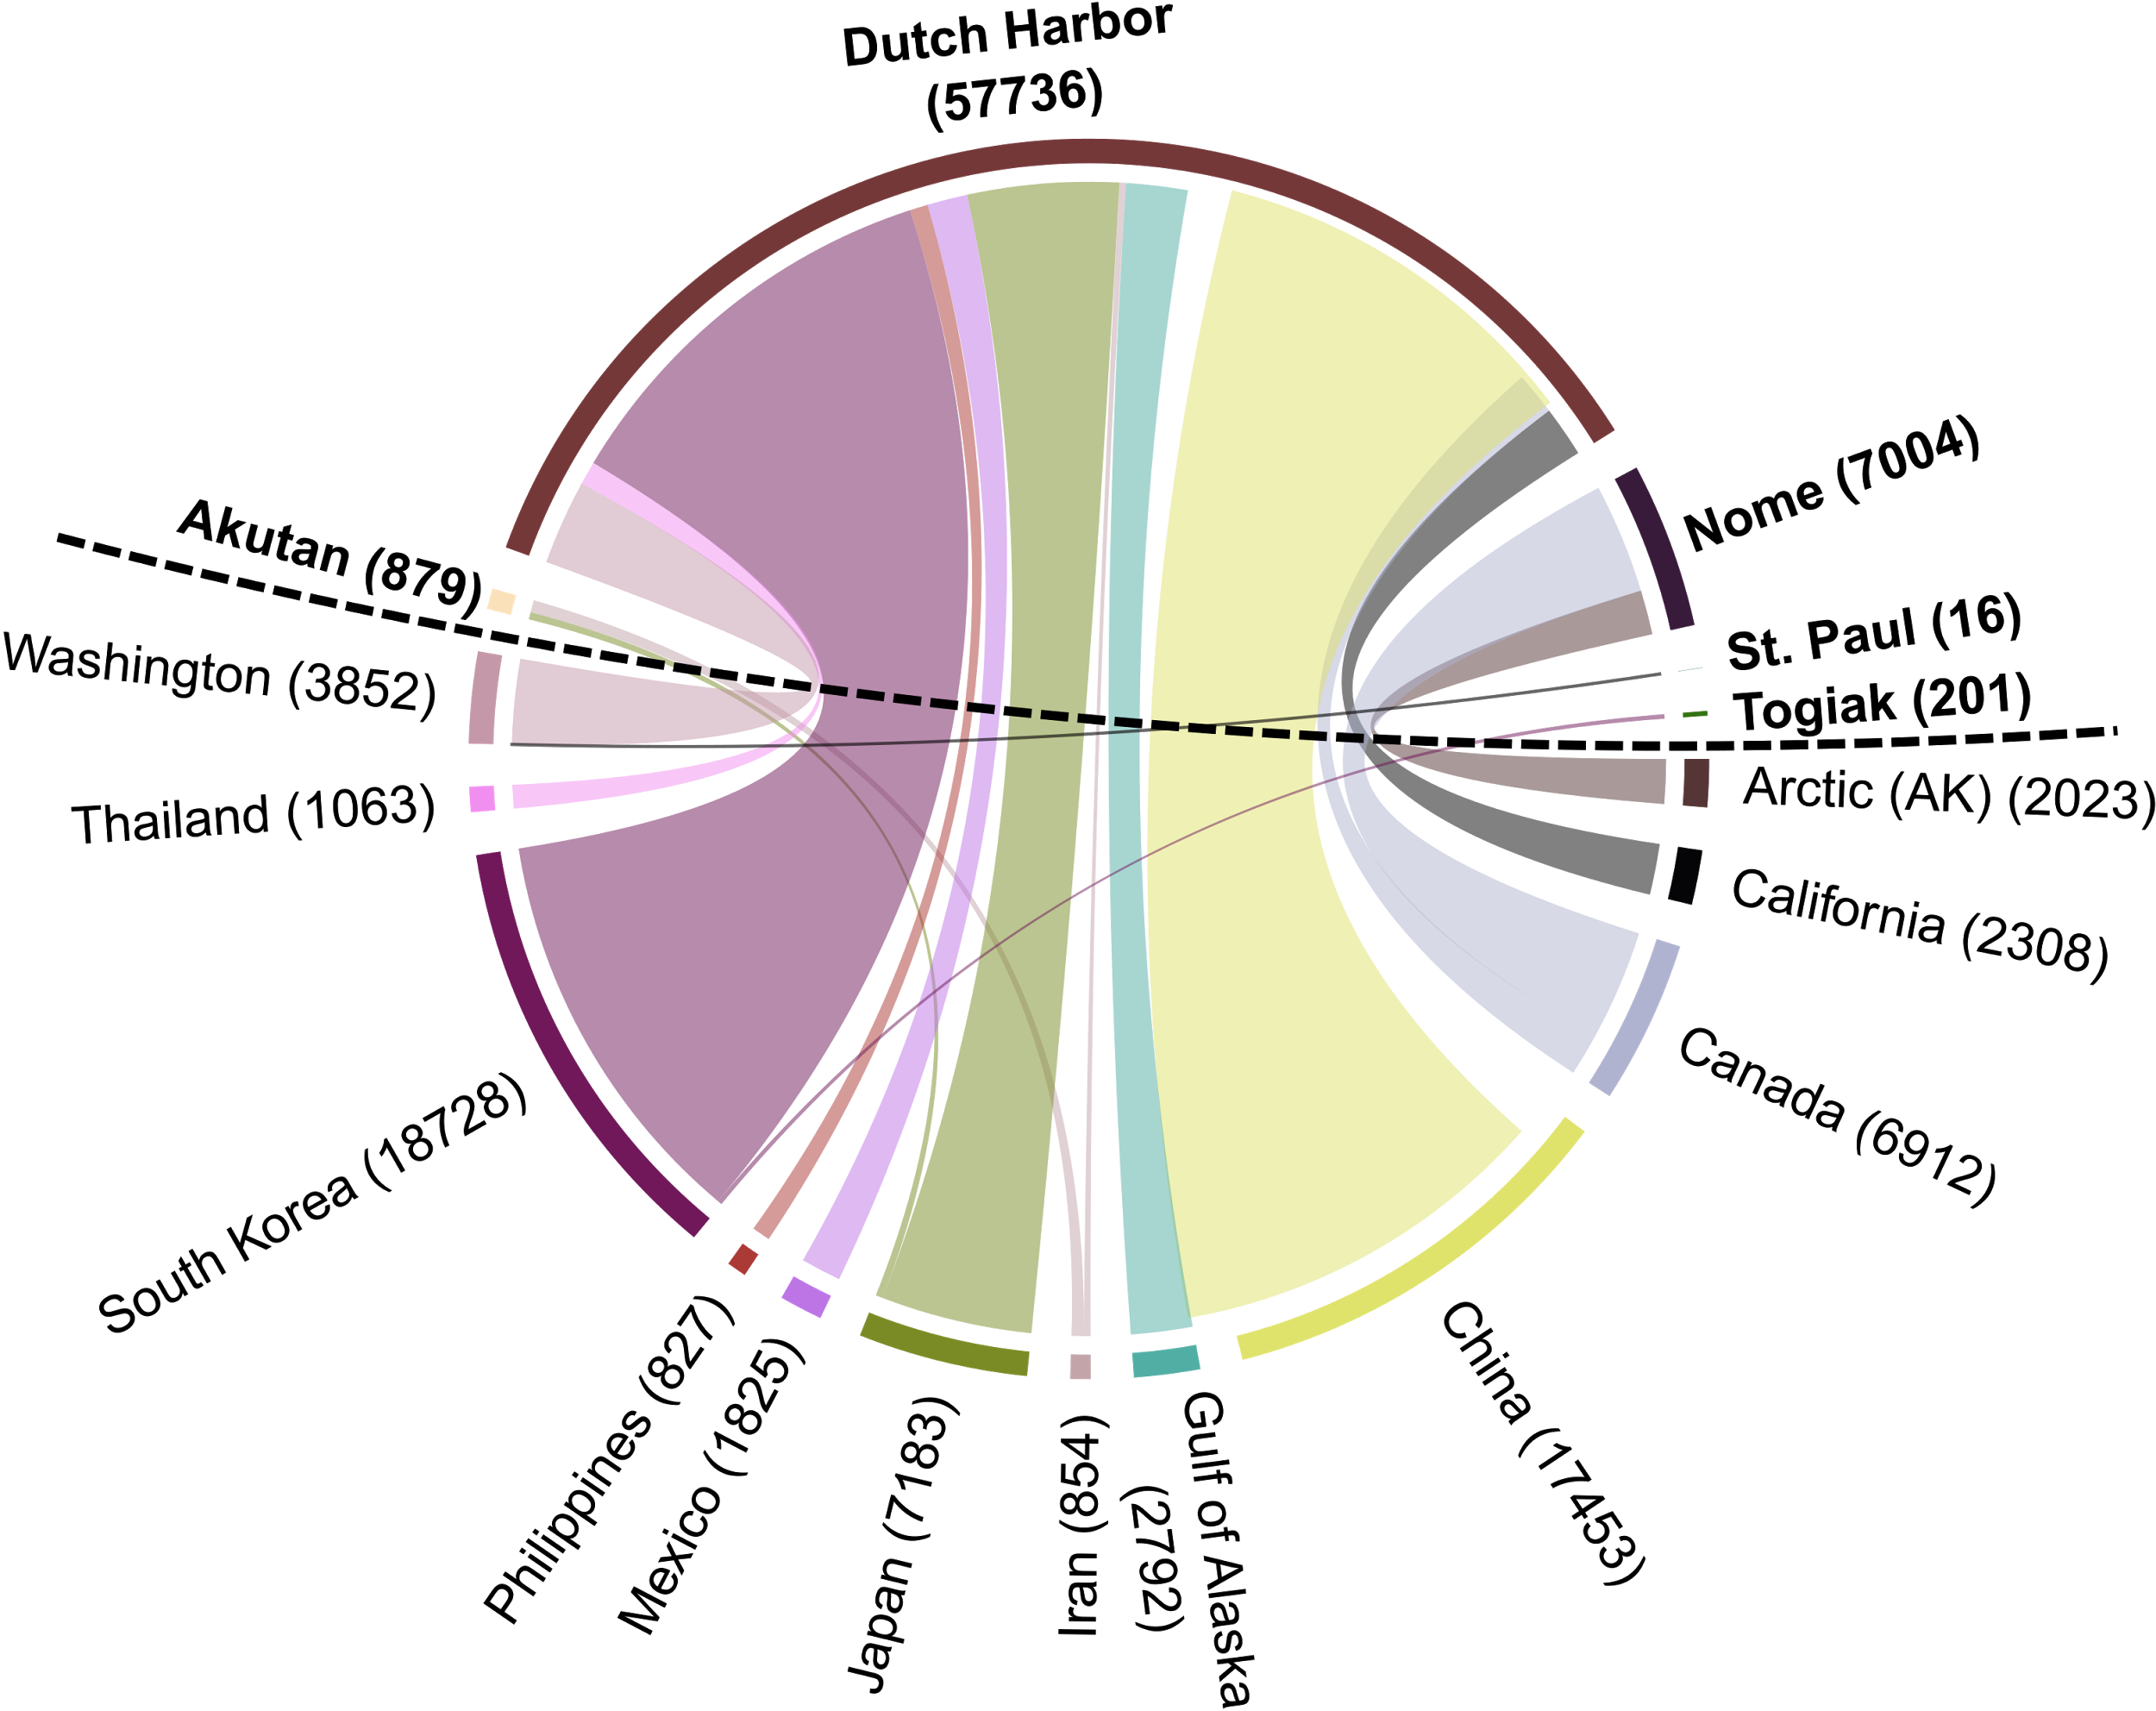 Dutch Harbor
(57736)
Nome (7004)
St. Paul (16)
Togiak (201)
Arctic (AK) (2023)
California (2308)
Canada (6912)
China (17453)
Gulf of Alaska
(2792)
Iran (854)
Japan (7183)
Mexico (1825)
Philippines (827)
South Korea (18728)
Thailand (1063)
Washington (3852)
Akutan (879)